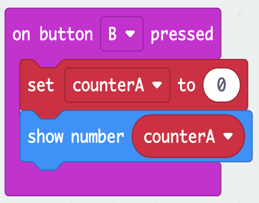 on button B pressed
set counterA to 0
show number counterA